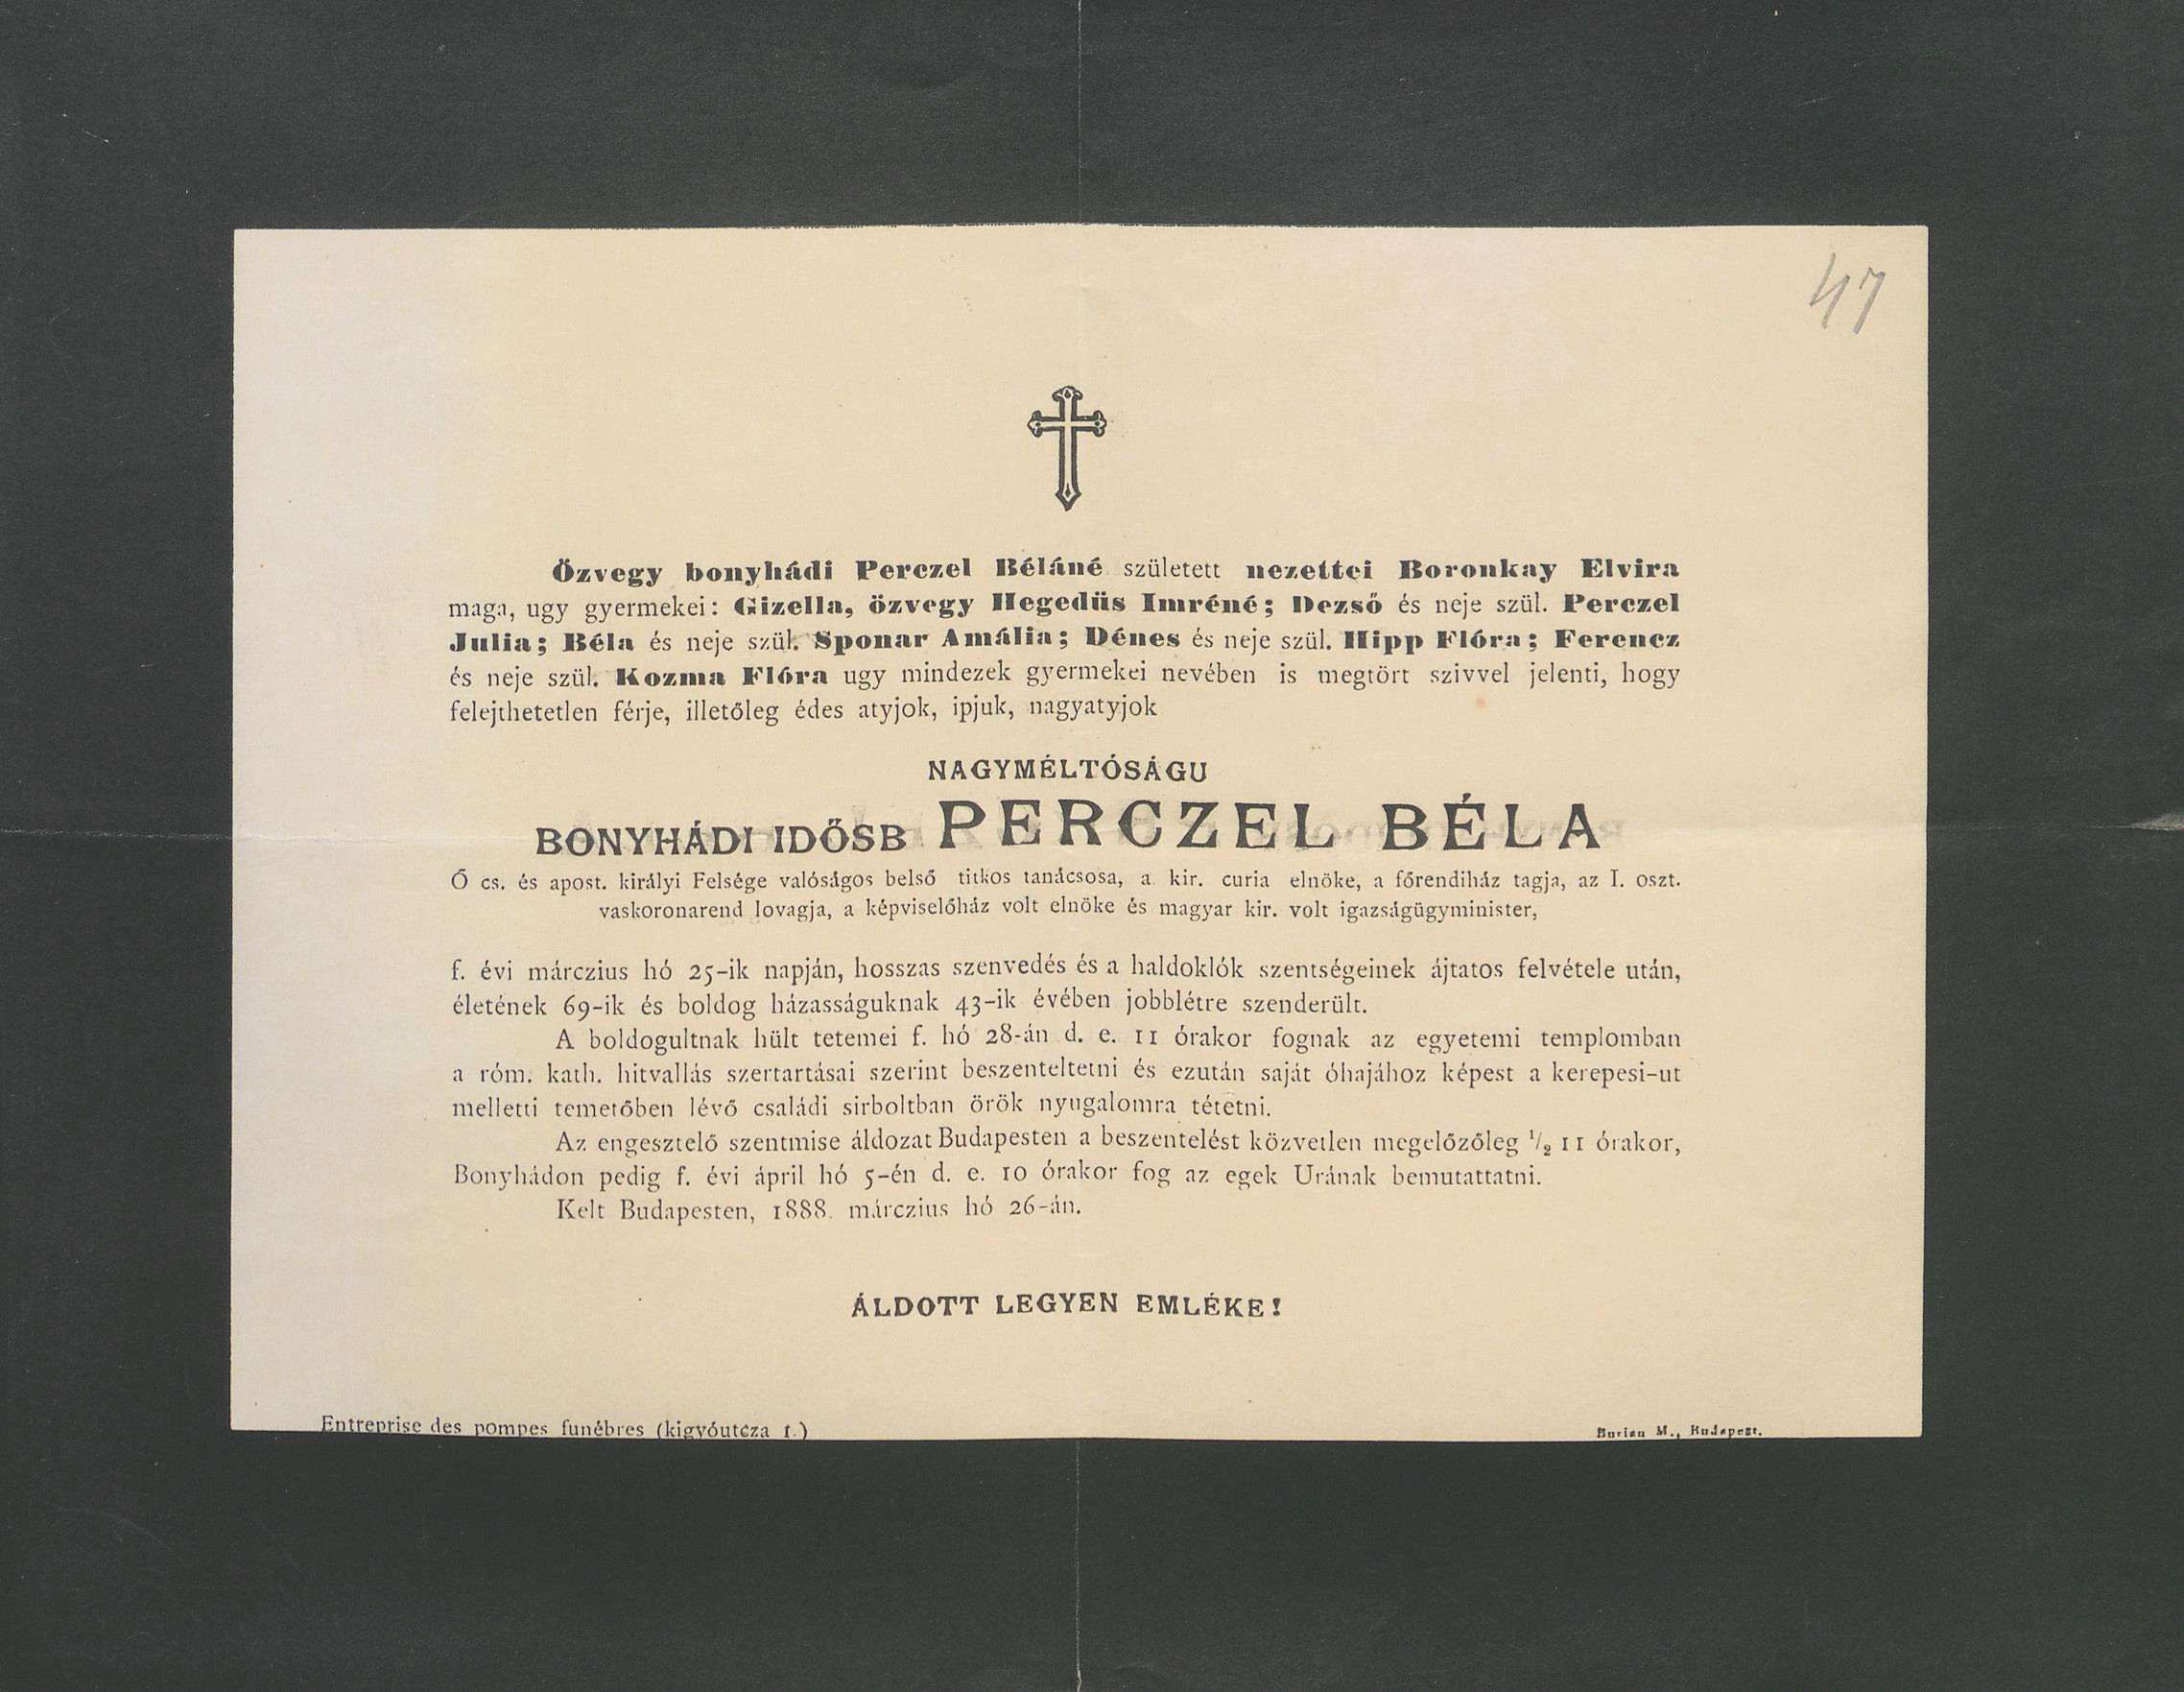 47
Özvegy bonyhádi Perczel Béláné született nezettei Boronkay Elvira
maga, ugy gyermekei: Gizella, özvegy Hegedüs Imréné; Dezső és neje szül. Perczel
Julia; Béla és neje szül. Sponar Amália; Dénes és neje szül. Hipp Flóra; Ferencz
és neje szül. Kozma Flóra ugy mindezek gyermekei nevében is megtört szivvel jelenti, hogy
felejthetetlen férje, illetőleg édes atyjok, ipjuk, nagyatyjok
NAGYMÉLTÓSÁGU
BONYHÁDI IDŐSB PERCZEL BÉLA
Ő cs. és apost. királyi Felsége valóságos belső titkos tanácsosa, a kir. curia elnöke, a főrendiház tagja, az I. oszt.
vaskoronarend lovagja, a képviselőház volt elnöke és magyar kir. volt igazságügyminister,
f. évi márczius hó 25-ik napján, hosszas szenvedés és a haldoklók szentségeinek ájtatos felvétele után,
életének 69-ik és boldog házasságuknak 43-ik évében jobblétre szenderült.
A boldogultnak hült tetemei f. hó 28-án d. e. 11 órakor fognak az egyetemi templomban
a róm. kath. hitvallás szertartásai szerint beszenteltetni és ezután saját óhajához képest a kerepesi-ut
melletti temetőben lévő családi sirboltban örök nyugalomra tétetni.
Az engesztelő szentmise áldozat Budapesten a beszentelést közvetlen megelőzőleg ½ 11 órakor,
Bonyhádon pedig f. évi ápril hó 5-én d. e. 10 órakor fog az egek Urának bemutattatni.
Kelt Budapesten, 1888. márczius hó 26-án.
ÁLDOTT LEGYEN EMLÉKE!
Entreprise des pompes funébres (kigyóutcza 1.)
Burian M., Budapest.